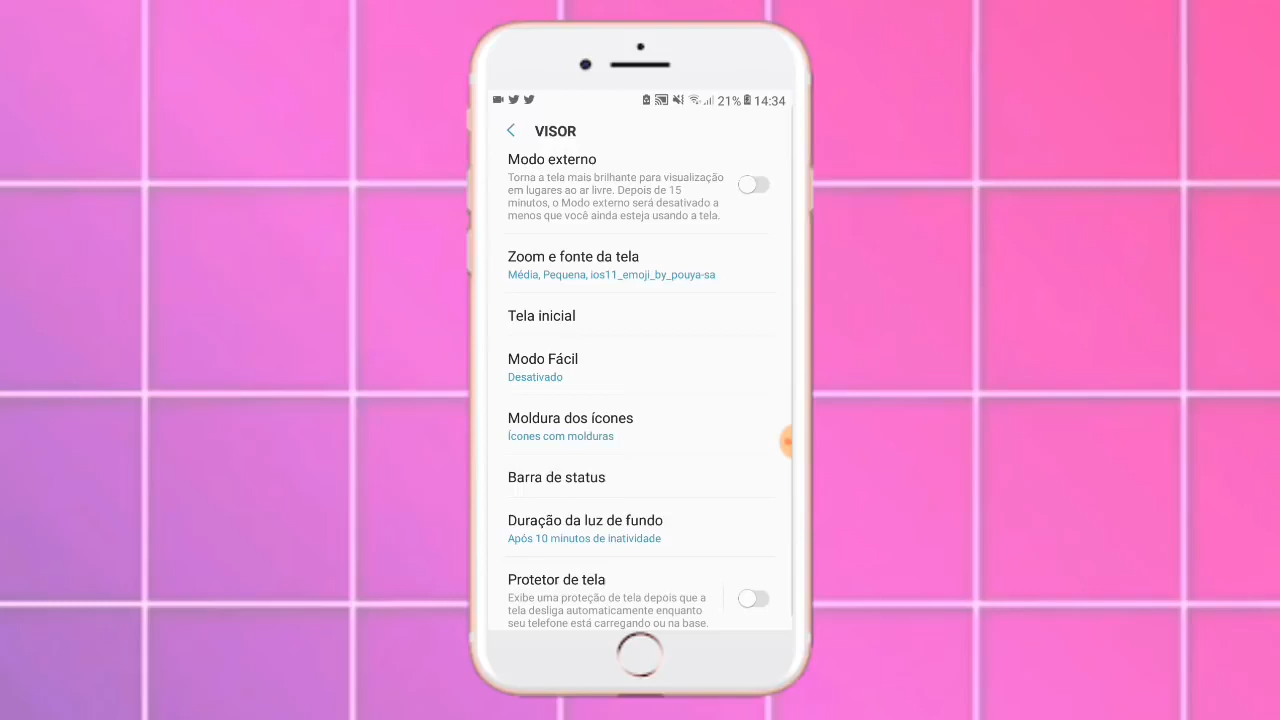 21% 14:34
VISOR
Modo externo
Torna a tela mais brilhante para visualização
em lugares ao ar livre. Depois de 15
minutos, o Modo externo será desativado a
menos que você ainda esteja usando a tela.
Zoom e fonte da tela
Média, Pequena, ios11_emoji_by_pouya-sa
Tela inicial
Modo Fácil
Desativado
Moldura dos ícones
Ícones com molduras
Barra de status
Duração da luz de fundo
Após 10 minutos de inatividade
Protetor de tela
Exibe uma proteção de tela depois que a
tela desliga automaticamente enquanto
seu telefone está carregando ou na base.